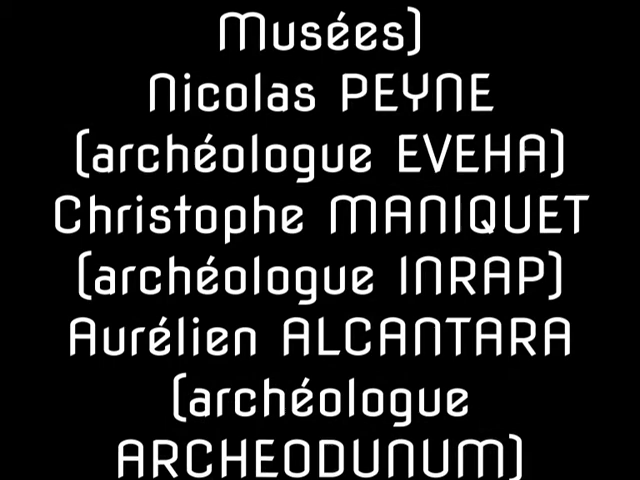 Musées)
Nicolas PEYNE
(archéologue EVEHA)
Christophe MANIQUET
(archéologue INRAP)
Aurélien ALCANTARA
(archéologue
ARCHEODUNUM)